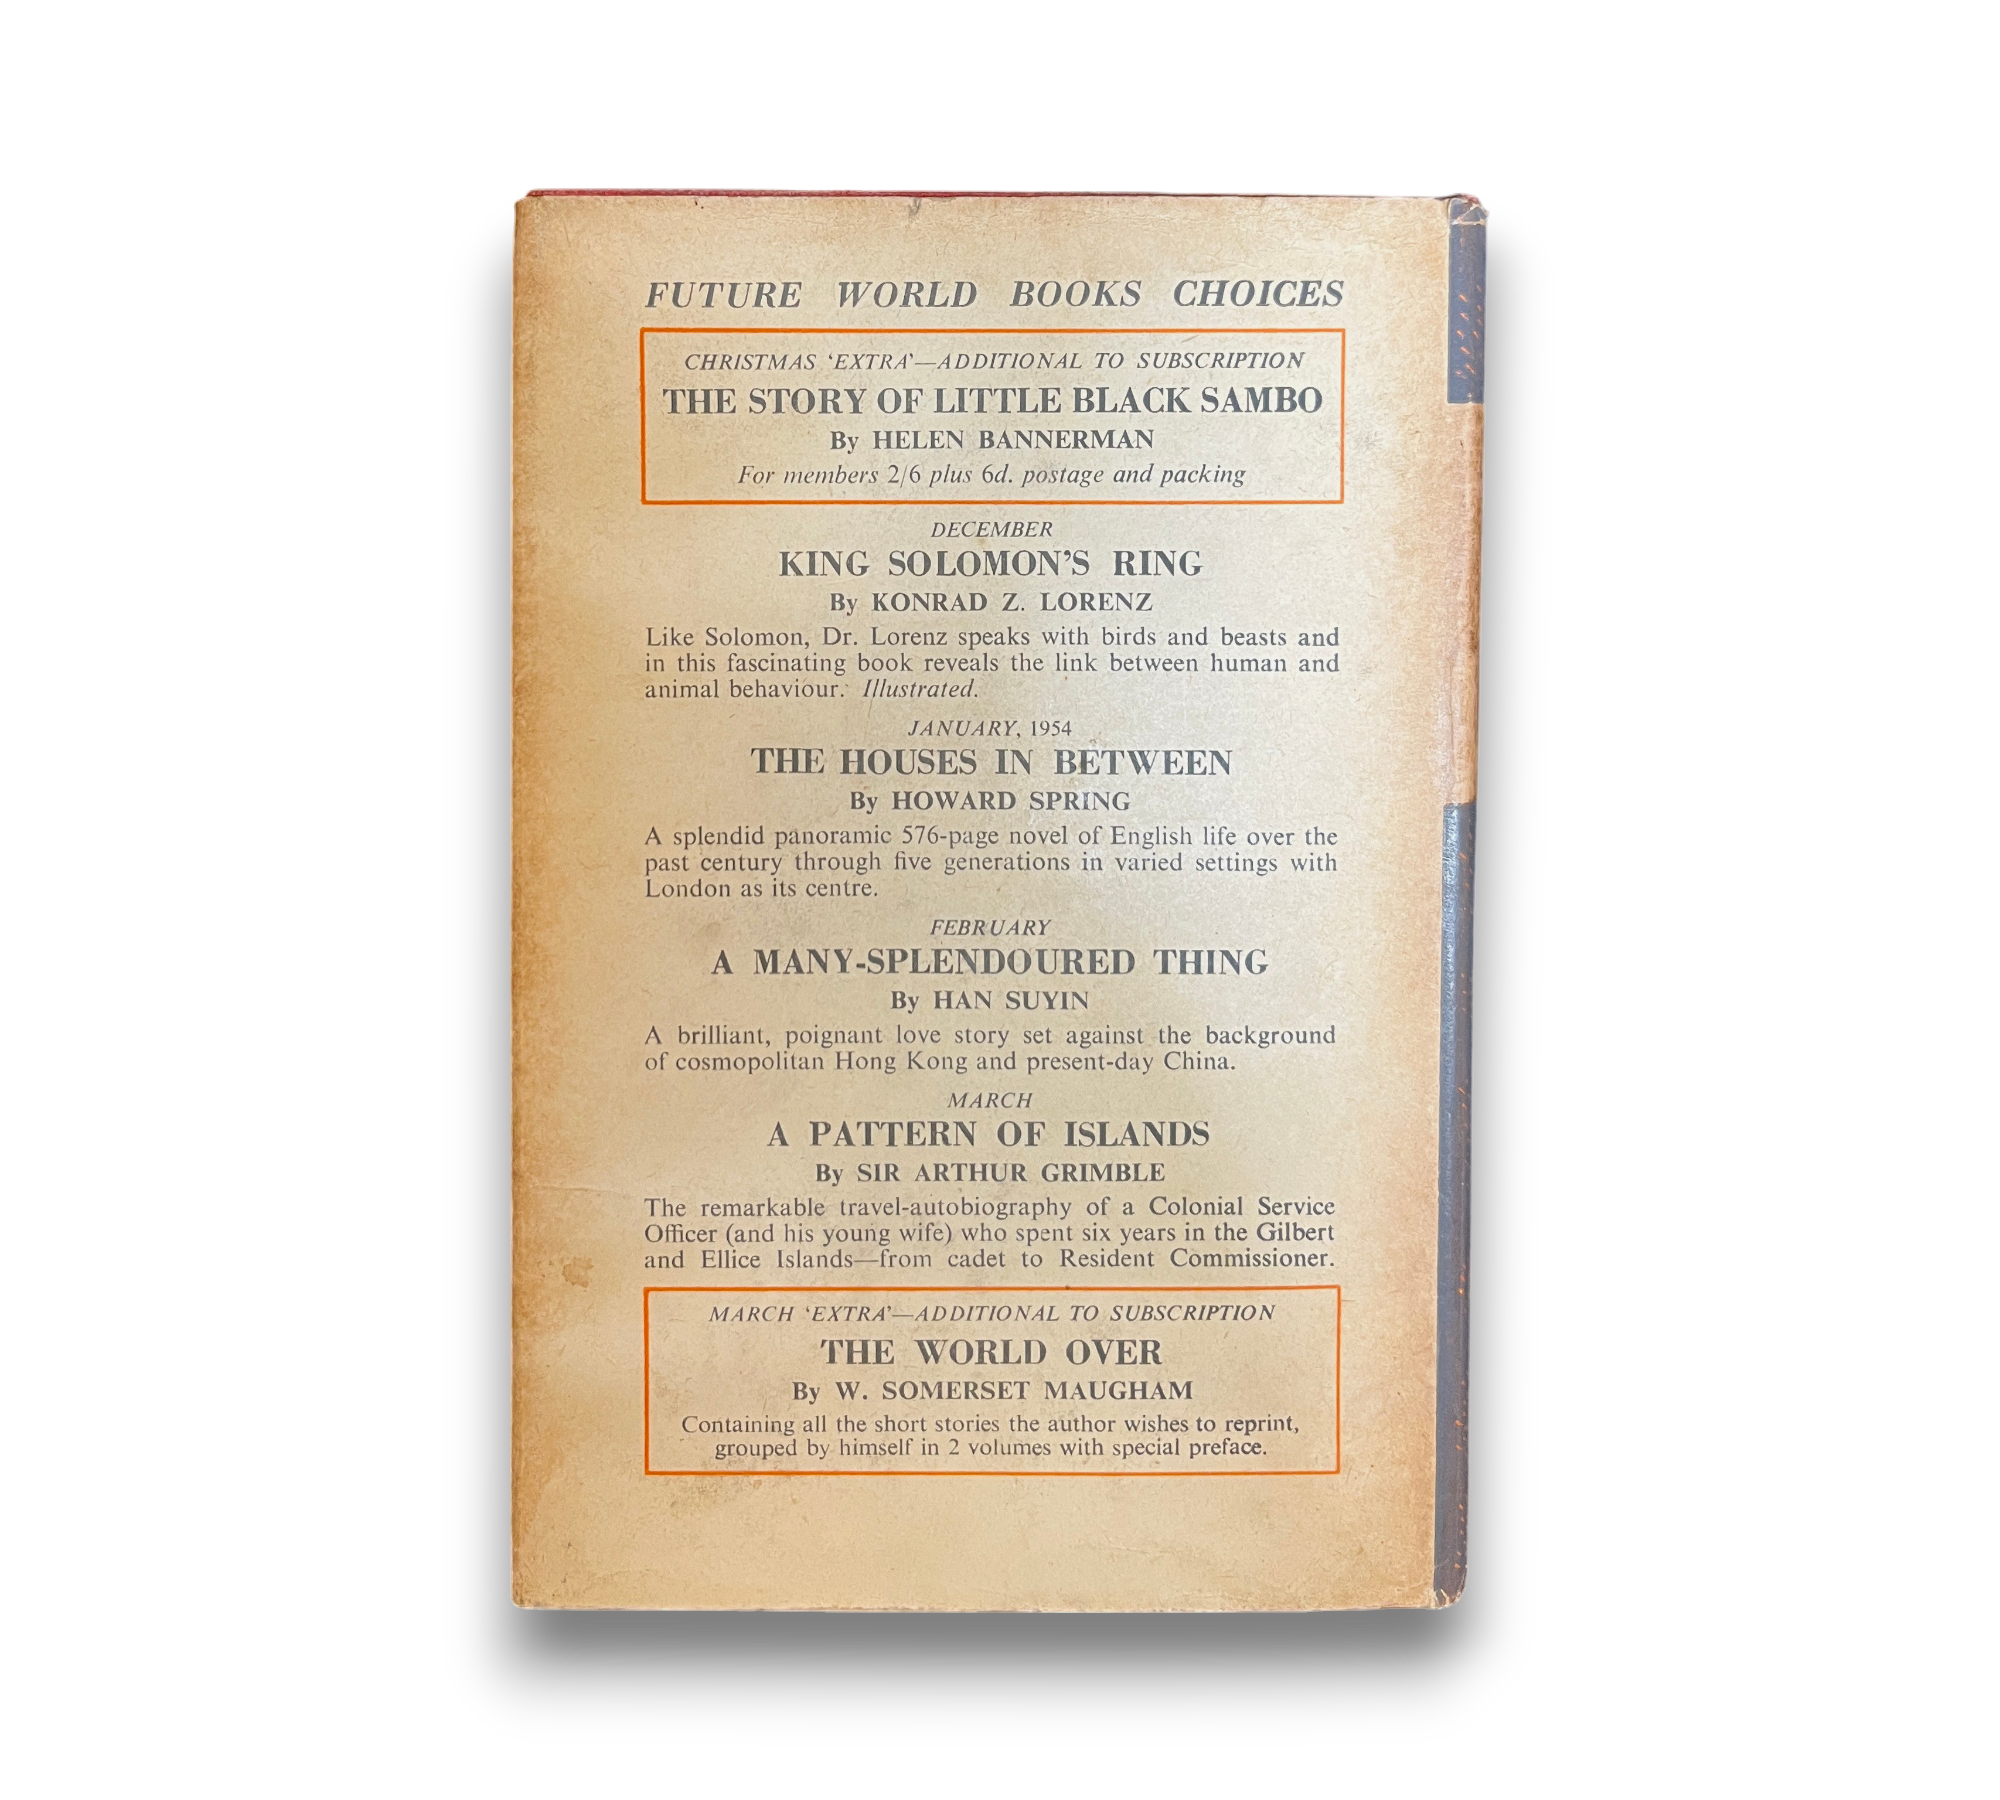 FUTURE WORLD BOOKS CHOICES
CHRISTMAS ‘EXTRA’—ADDITIONAL TO SUBSCRIPTION
THE STORY OF LITTLE BLACK SAMBO
By HELEN BANNERMAN
For members 2/6 plus 6d. postage and packing
DECEMBER
KING SOLOMON’S RING
By KONRAD Z. LORENZ
Like Solomon, Dr. Lorenz speaks with birds and beasts and
in this fascinating book reveals the link between human and
animal behaviour. Illustrated.
JANUARY, 1954
THE HOUSES IN BETWEEN
By HOWARD SPRING
A splendid panoramic 576-page novel of English life over the
past century through five generations in varied settings with
London as its centre.
FEBRUARY
A MANY-SPLENDOURED THING
By HAN SUYIN
A brilliant, poignant love story set against the background
of cosmopolitan Hong Kong and present-day China.
MARCH
A PATTERN OF ISLANDS
By SIR ARTHUR GRIMBLE
The remarkable travel-autobiography of a Colonial Service
Officer (and his young wife) who spent six years in the Gilbert
and Ellice Islands—from cadet to Resident Commissioner.
MARCH ‘EXTRA’—ADDITIONAL TO SUBSCRIPTION
THE WORLD OVER
By W. SOMERSET MAUGHAM
Containing all the short stories the author wishes to reprint,
grouped by himself in 2 volumes with special preface.